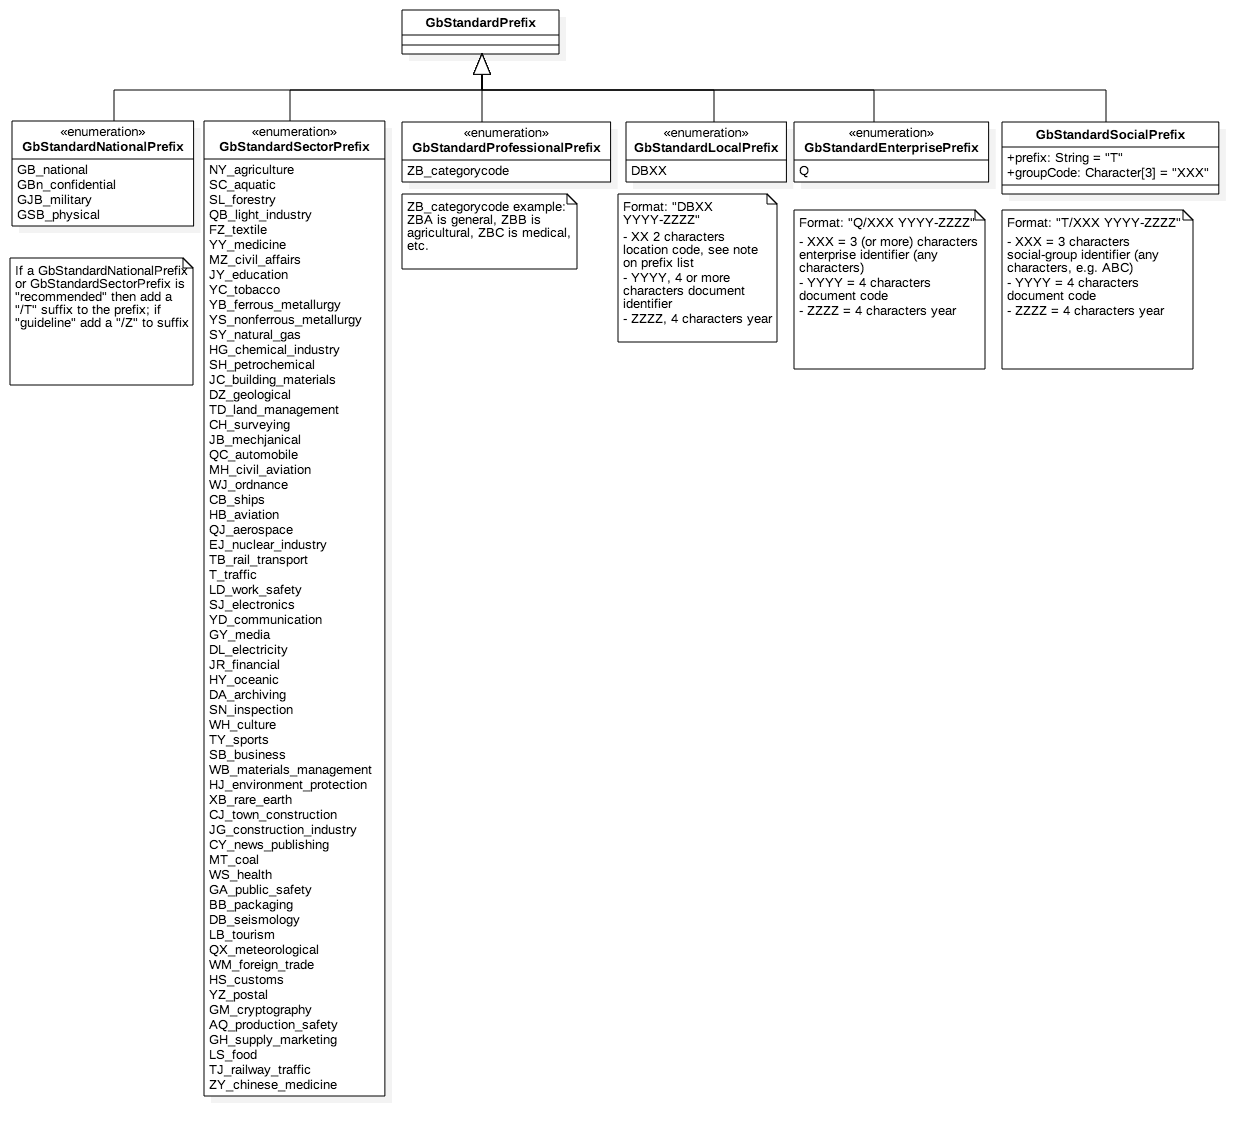 GbStandardPrefix
«enumeration»
GbStandardNationalPrefix
GB_national
GBn_confidential
GJB_military
GSB_physical
If a GbStandardNationalPrefix
or GbStandardSectorPrefix is
"recommended" then add a
"/T" suffix to the prefix; if
"guideline" add a "/Z" to suffix
«enumeration»
GbStandardSectorPrefix
NY_agriculture
SC_aquatic
SL_forestry
QB_light_industry
FZ_textile
YY_medicine
MZ_civil_affairs
JY_education
YC_tobacco
YB_ferrous_metallurgy
YS_nonferrous_metallurgy
SY_natural_gas
HG_chemical_industry
SH_petrochemical
JC_building_materials
DZ_geological
TD_land_management
CH_surveying
JB_mechjanical
QC_automobile
MH_civil_aviation
WJ_ordnance
CB_ships
HB_aviation
QJ_aerospace
EJ_nuclear_industry
TB_rail_transport
T_traffic
LD_work_safety
SJ_electronics
YD_communication
GY_media
DL_electricity
JR_financial
HY_oceanic
DA_archiving
SN_inspection
WH_culture
TY_sports
SB_business
WB_materials_management
HJ_environment_protection
XB_rare_earth
CJ_town_construction
JG_construction_industry
CY_news_publishing
MT_coal
WS_health
GA_public_safety
BB_packaging
DB_seismology
LB_tourism
QX_meteorological
WM_foreign_trade
HS_customs
YZ_postal
GM_cryptography
AQ_production_safety
GH_supply_marketing
LS_food
TJ_railway_traffic
ZY_chinese_medicine
«enumeration»
GbStandardProfessionalPrefix
ZB_categorycode
ZB_categorycode example:
ZBA is general, ZBB is
agricultural, ZBC is medical,
etc.
«enumeration»
GbStandardLocalPrefix
DBXX
Format: "DBXX
YYYY-ZZZZ"
- XX 2 characters
location code, see note
on prefix list
- YYYY, 4 or more
characters document
identifier
- ZZZZ, 4 characters year
«enumeration»
GbStandardEnterprisePrefix
Q
Format: "Q/XXX YYYY-ZZZZ"
- XXX = 3 (or more) characters
enterprise identifier (any
characters)
- YYYY = 4 characters
document code
- ZZZZ = 4 characters year
GbStandardSocialPrefix
+prefix: String = "T"
+groupCode: Character[3] = "XXX"
Format: "T/XXX YYYY-ZZZZ"
- XXX = 3 characters
social-group identifier (any
characters, e.g. ABC)
- YYYY = 4 characters
document code
- ZZZZ = 4 characters year